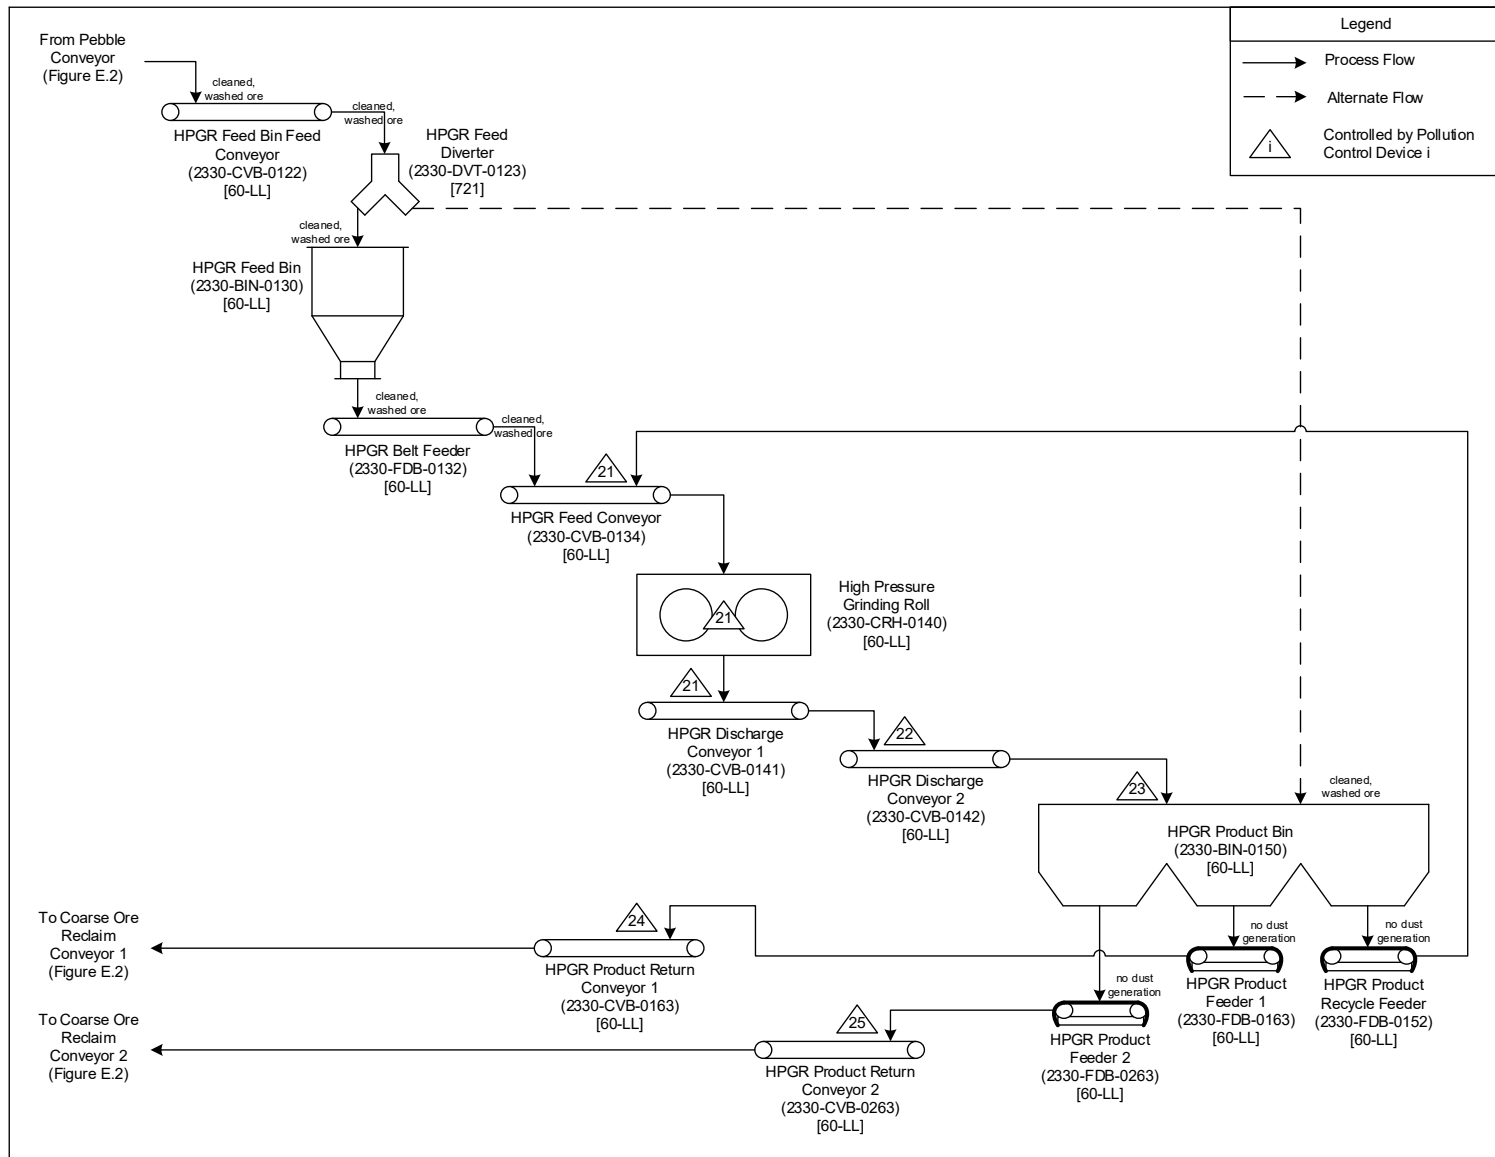 Legend
Process Flow
Alternate Flow
i
Controlled by Pollution
Control Device i
From Pebble
Conveyor
(Figure E.2)
cleaned,
washed ore
HPGR Feed Bin Feed
Conveyor
(2330-CVB-0122)
[60-LL]
cleaned,
washed ore
HPGR Feed
Diverter
(2330-DVT-0123)
[721]
cleaned,
washed ore
HPGR Feed Bin
(2330-BIN-0130)
[60-LL]
cleaned,
washed ore
HPGR Belt Feeder
(2330-FDB-0132)
[60-LL]
cleaned,
washed ore
21
HPGR Feed Conveyor
(2330-CVB-0134)
[60-LL]
21
High Pressure
Grinding Roll
(2330-CRH-0140)
[60-LL]
21
HPGR Discharge
Conveyor 1
(2330-CVB-0141)
[60-LL]
22
HPGR Discharge
Conveyor 2
(2330-CVB-0142)
[60-LL]
23
cleaned,
washed ore
HPGR Product Bin
(2330-BIN-0150)
[60-LL]
no dust
generation
HPGR Product
Recycle Feeder
(2330-FDB-0152)
[60-LL]
no dust
generation
HPGR Product
Feeder 1
(2330-FDB-0163)
[60-LL]
no dust
generation
HPGR Product
Feeder 2
(2330-FDB-0263)
[60-LL]
24
HPGR Product Return
Conveyor 1
(2330-CVB-0163)
[60-LL]
To Coarse Ore
Reclaim
Conveyor 1
(Figure E.2)
25
HPGR Product Return
Conveyor 2
(2330-CVB-0263)
[60-LL]
To Coarse Ore
Reclaim
Conveyor 2
(Figure E.2)